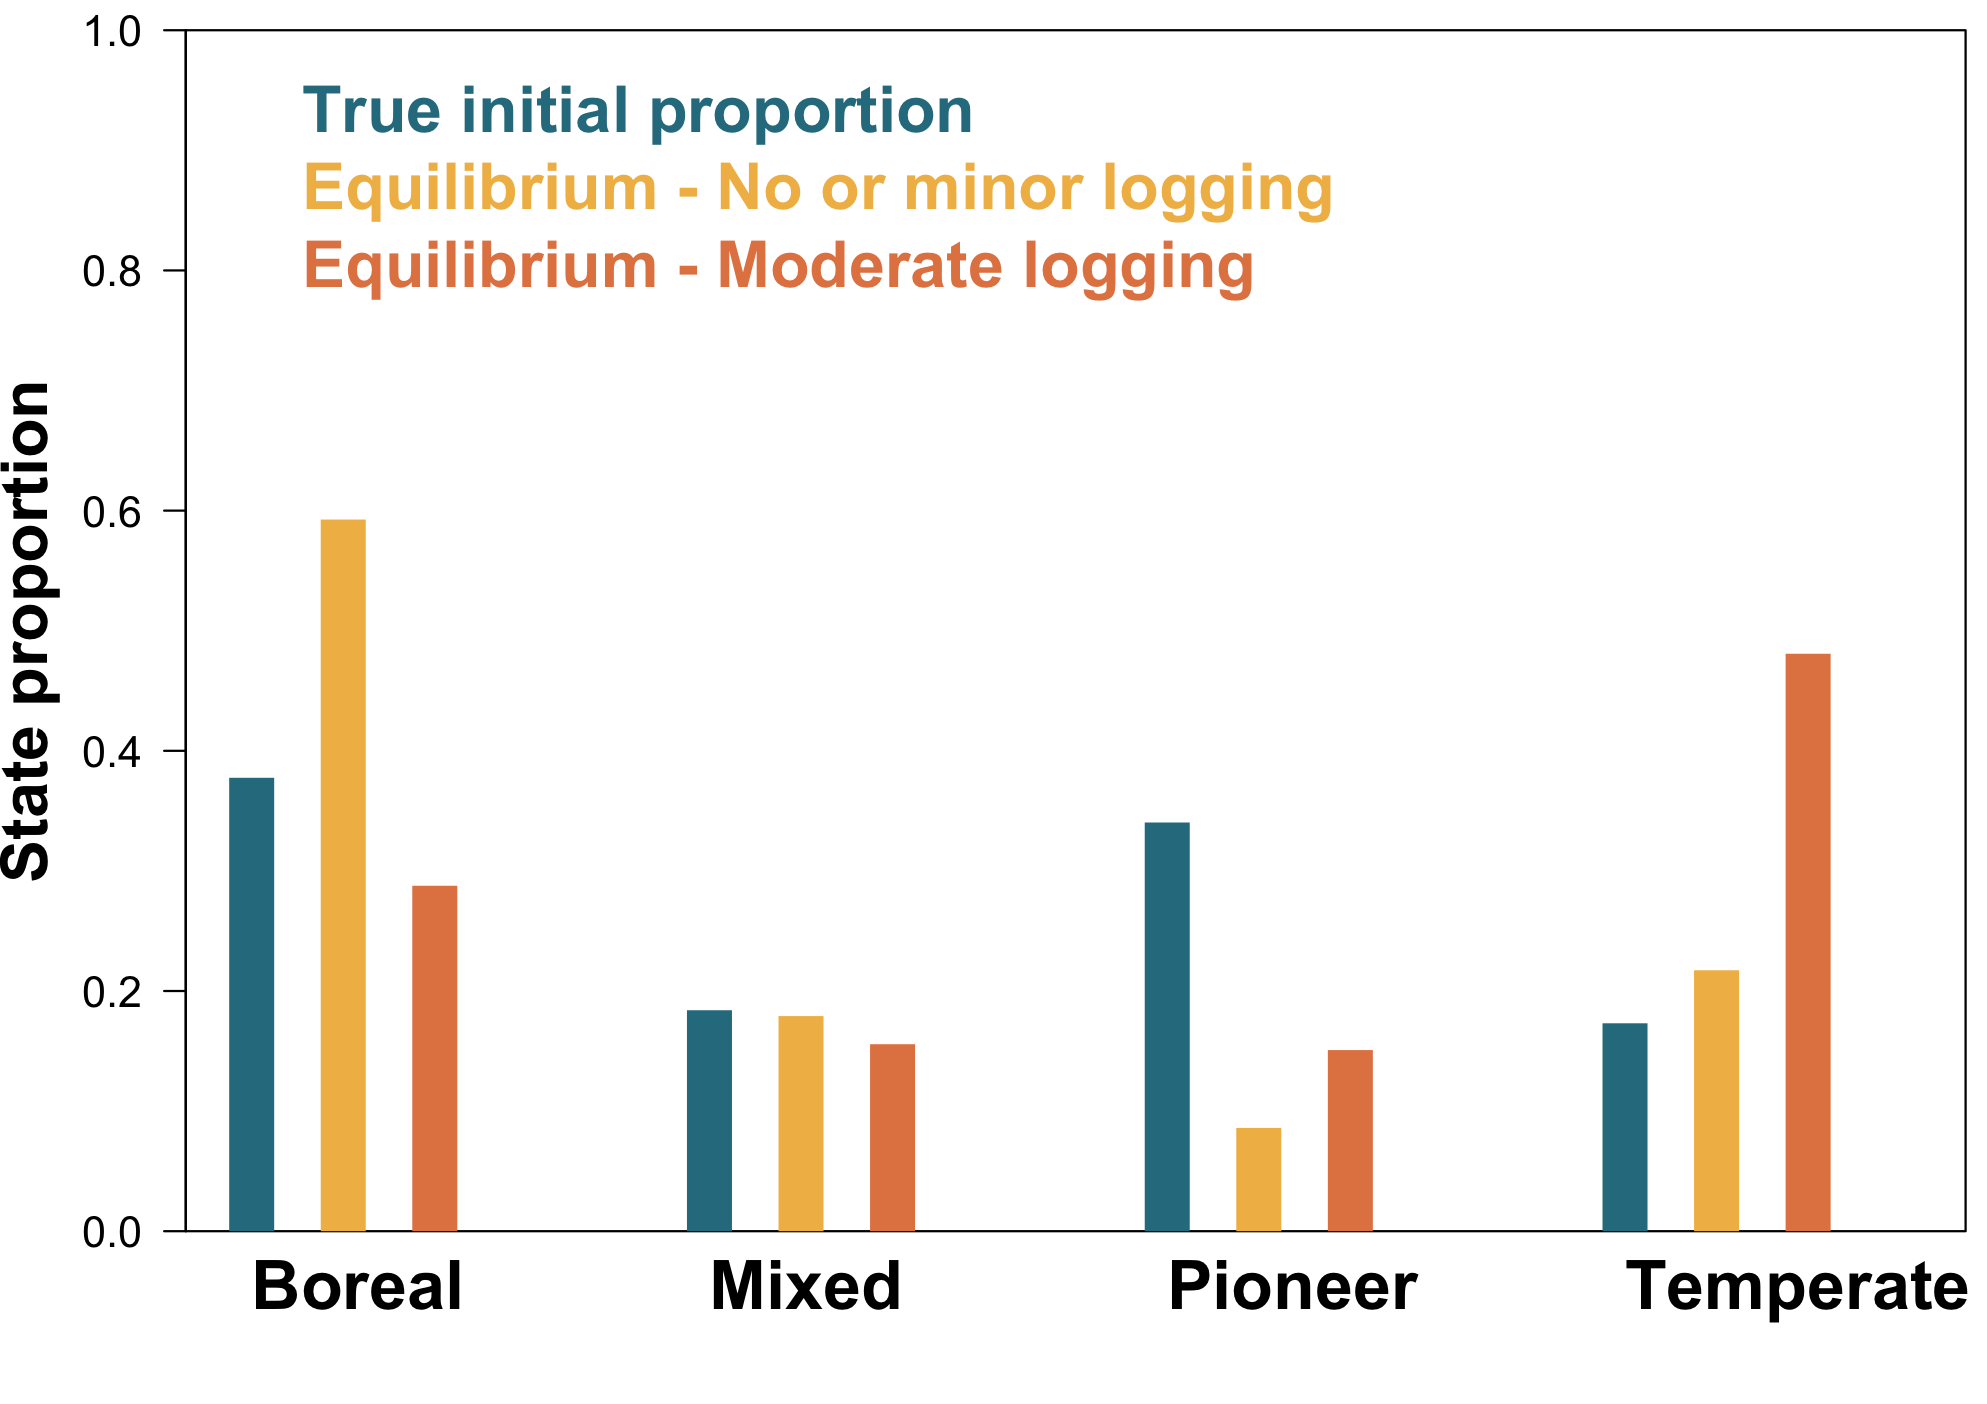 1.0
0.8
0.6
0.4
0.2
0.0
State proportion
True initial proportion
Equilibrium - No or minor logging
Equilibrium - Moderate logging
Boreal
Mixed
Pioneer
Temperate